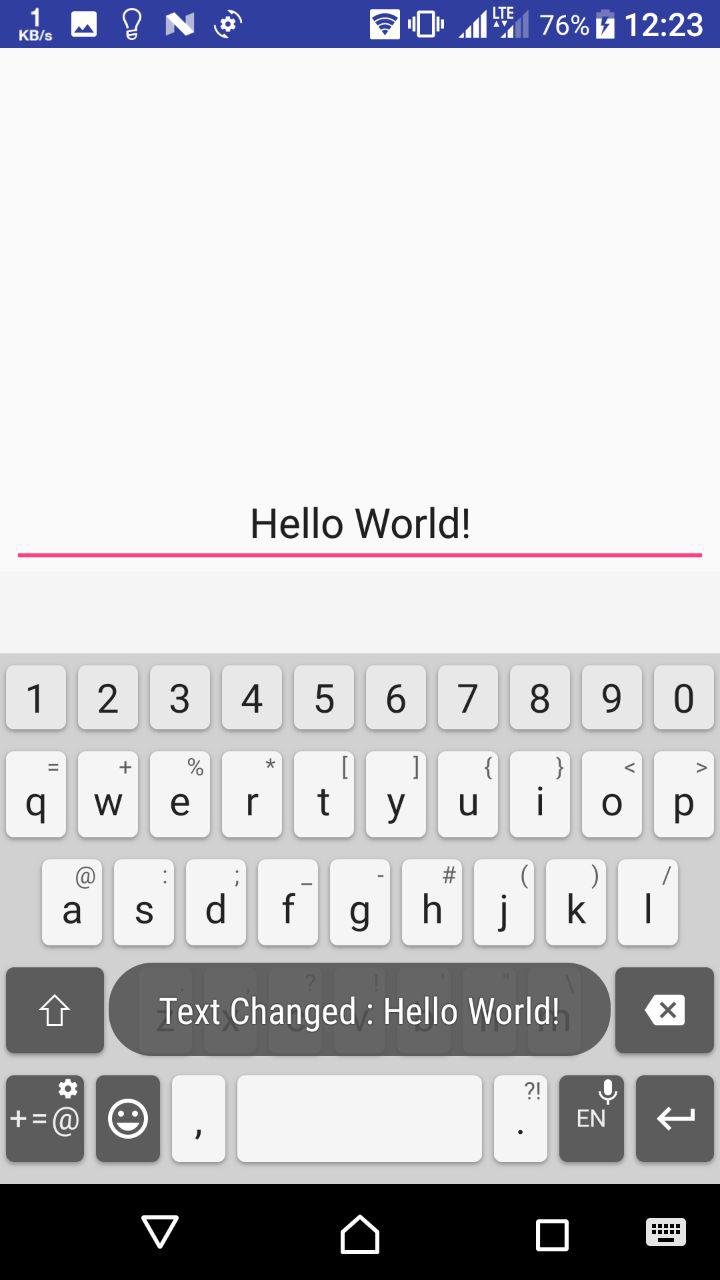 1
KB/s
LTE
76%
12:23
Hello World!
1 2 3 4 5 6 7 8 9 0
= + % * [ ] { } < >
q w e r t y u i o p
@ : ; _ - # ( ) /
a s d f g h j k l
Text Changed : Hello World!
?!
+=@ , . EN